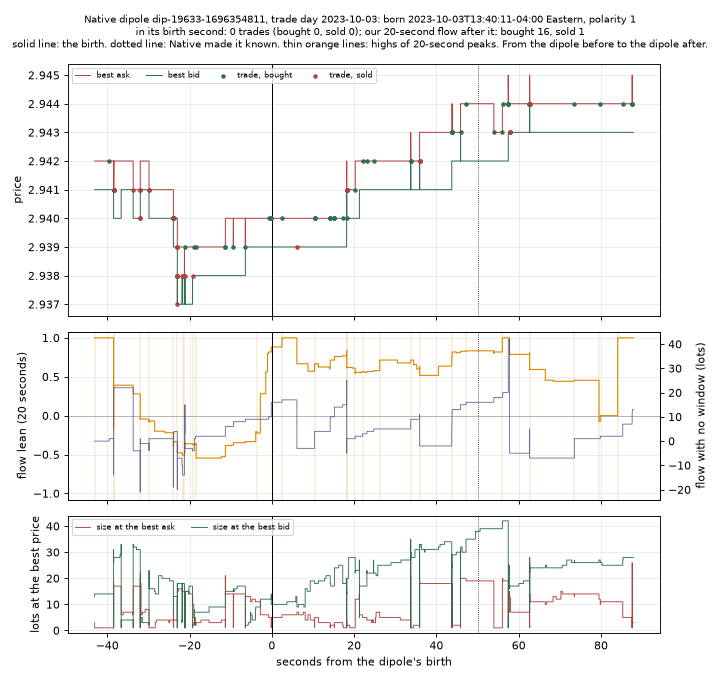 Native dipole dip-19633-1696354811, trade day 2023-10-03: born 2023-10-03T13:40:11-04:00 Eastern, polarity 1
in its birth second: 0 trades (bought 0, sold 0); our 20-second flow after it: bought 16, sold 1
solid line: the birth. dotted line: Native made it known. thin orange lines: highs of 20-second peaks. From the dipole before to the dipole after.
best ask
best bid
trade, bought
trade, sold
2.945
2.944
2.943
2.942
2.941
2.940
2.939
2.938
2.937
price
1.0
0.5
0.0
−0.5
−1.0
flow lean (20 seconds)
40
30
20
10
0
−10
−20
flow with no window (lots)
size at the best ask
size at the best bid
40
30
20
10
0
lots at the best price
−40
−20
0
20
40
60
80
seconds from the dipole's birth